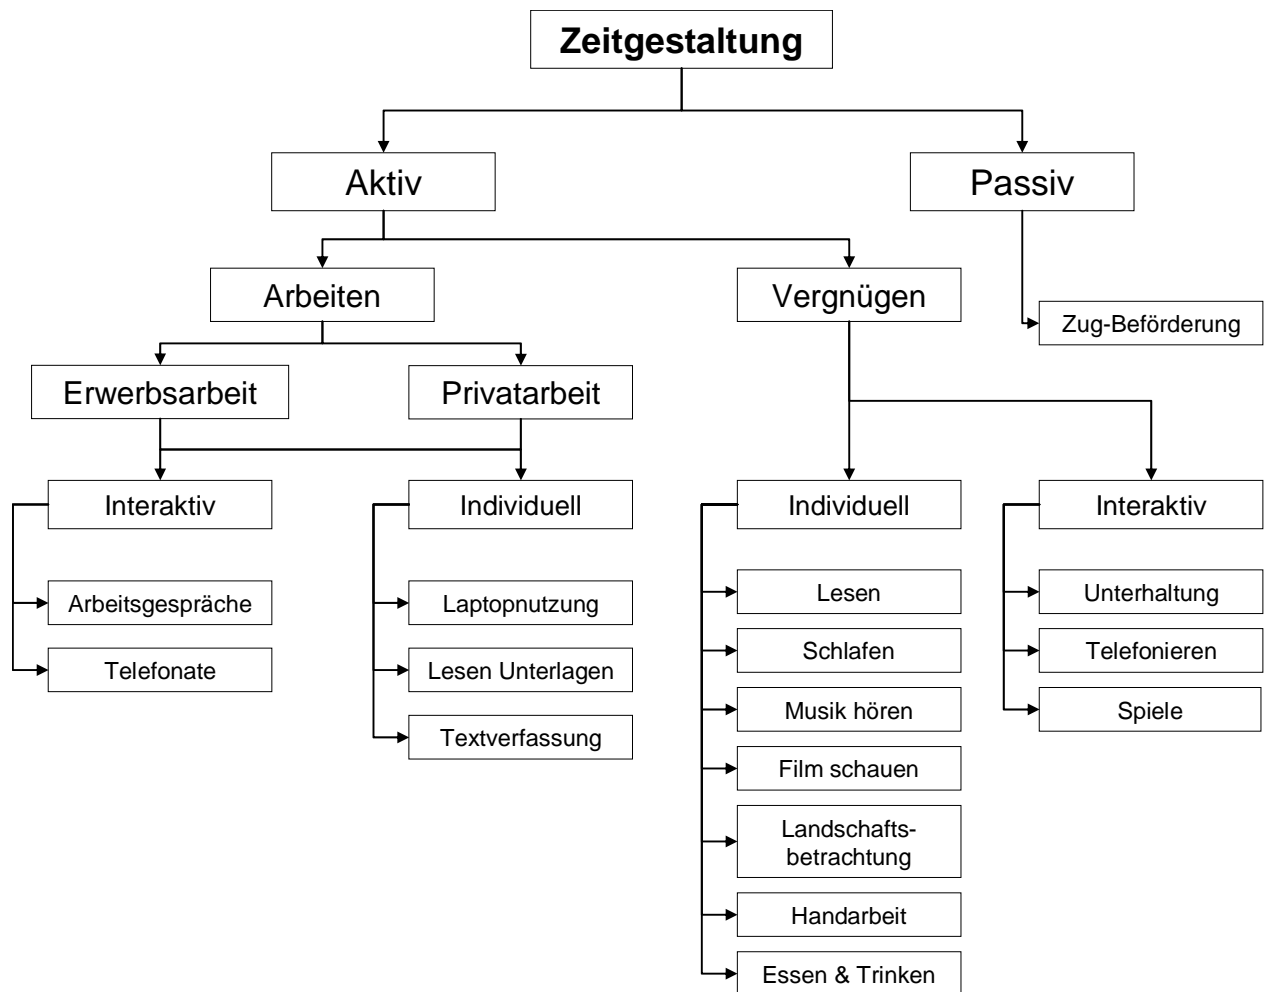 Zeitgestaltung
Aktiv
Passiv
Arbeiten
Vergnügen
Zug-Beförderung
Erwerbsarbeit
Privatarbeit
Interaktiv
Individuell
Individuell
Interaktiv
Arbeitsgespräche
Telefonate
Laptopnutzung
Lesen Unterlagen
Textverfassung
Lesen
Schlafen
Musik hören
Film schauen
Landschafts-
betrachtung
Handarbeit
Essen & Trinken
Unterhaltung
Telefonieren
Spiele